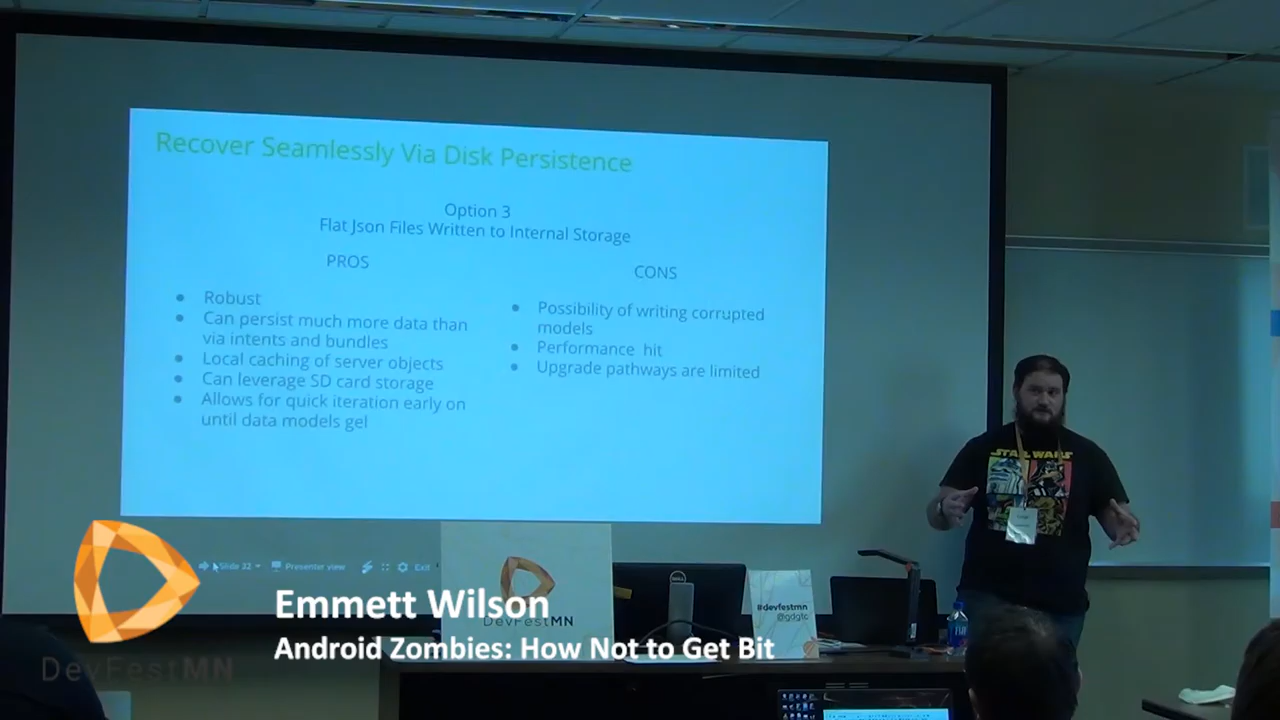 Recover Seamlessly Via Disk Persistence
Option 3
Flat Json Files Written to Internal Storage
PROS
Robust
Can persist much more data than
via intents and bundles
Local caching of server objects
Can leverage SD card storage
Allows for quick iteration early on
until data models gel
CONS
Possibility of writing corrupted
models
Performance hit
Upgrade pathways are limited
STAR WARS
Slide 22
Presenter view
Exit
DELL
DevFestMN
#devfestmn
@gdgtc
FIJI
Emmett Wilson
Android Zombies: How Not to Get Bit
DevFestMN